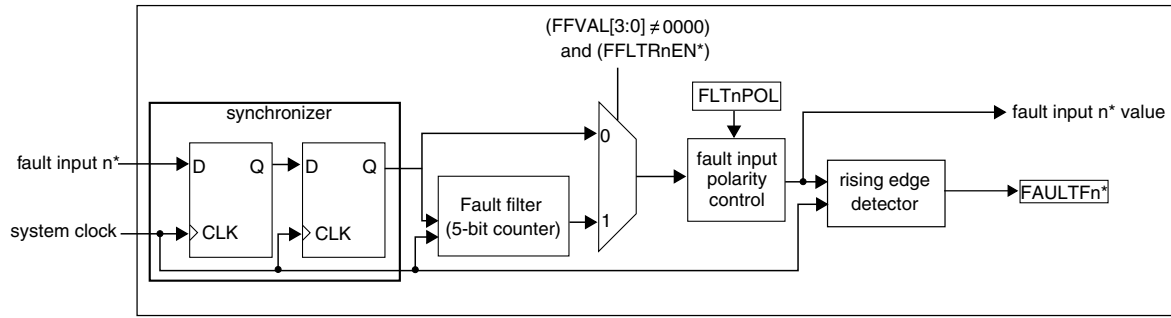 (FFVAL[3:0] ≠ 0000)
and (FFLTRnEN*)
synchronizer
FLTnPOL
fault input n* value
0
fault input n*
D
Q
D
Q
fault input
polarity
control
rising edge
detector
FAULTFn*
Fault filter
(5-bit counter)
1
system clock
CLK
CLK